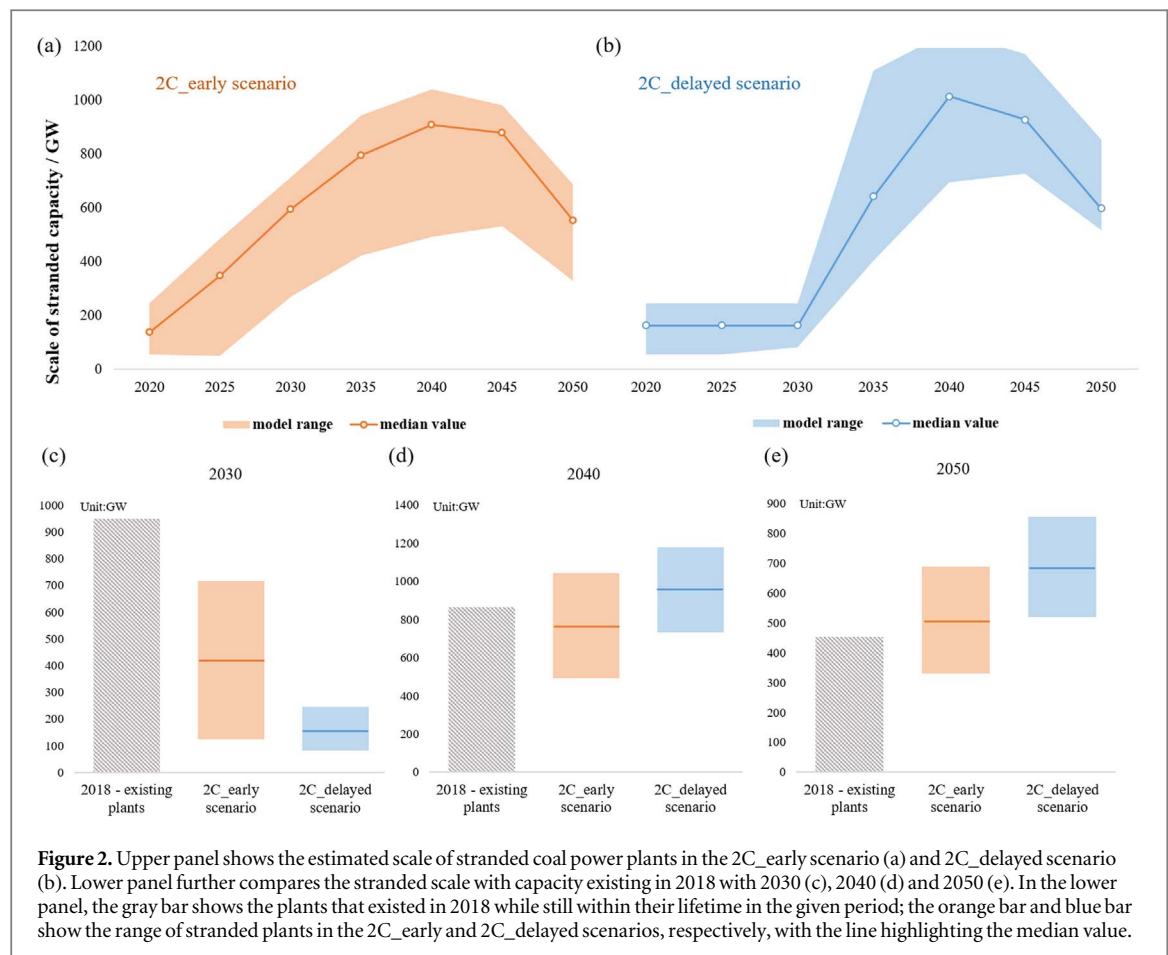 (a)
2C_early scenario
Scale of stranded capacity / GW
1200
1000
800
600
400
200
0
2020 2025 2030 2035 2040 2045 2050
model range median value
(b)
2C_delayed scenario
2020 2025 2030 2035 2040 2045 2050
model range median value
(c)
2030
Unit:GW
1000
900
800
700
600
500
400
300
200
100
0
2018 - existing plants
2C_early scenario
2C_delayed scenario
(d)
2040
Unit:GW
1400
1200
1000
800
600
400
200
0
2018 - existing plants
2C_early scenario
2C_delayed scenario
(e)
2050
Unit:GW
900
800
700
600
500
400
300
200
100
0
2018 - existing plants
2C_early scenario
2C_delayed scenario
Figure 2. Upper panel shows the estimated scale of stranded coal power plants in the 2C_early scenario (a) and 2C_delayed scenario
(b). Lower panel further compares the stranded scale with capacity existing in 2018 with 2030 (c), 2040 (d) and 2050 (e). In the lower
panel, the gray bar shows the plants that existed in 2018 while still within their lifetime in the given period; the orange bar and blue bar
show the range of stranded plants in the 2C_early and 2C_delayed scenarios, respectively, with the line highlighting the median value.